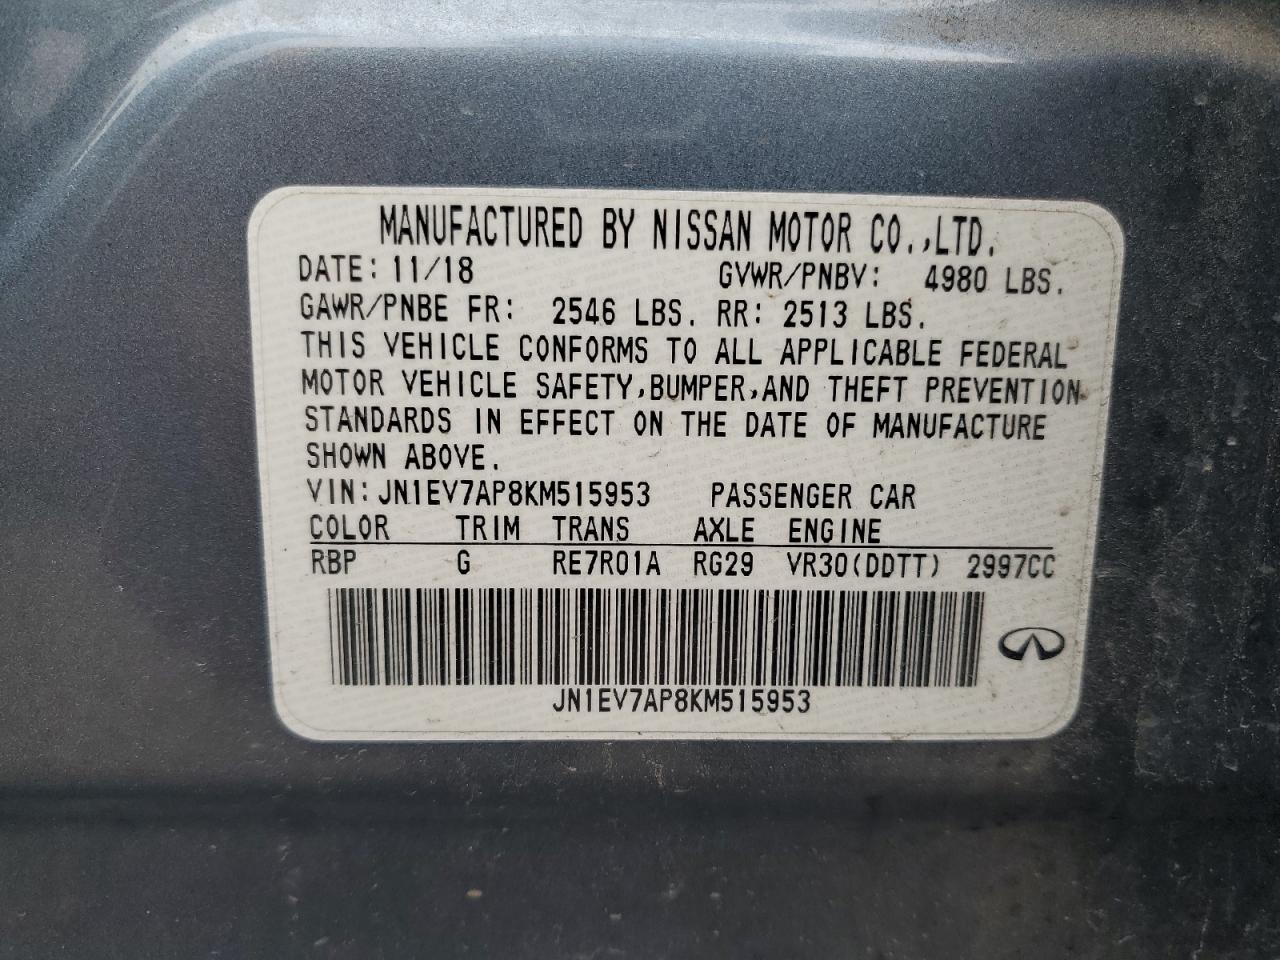 MANUFACTURED BY NISSAN MOTOR CO.,LTD.
DATE: 11/18 GVWR/PNBV: 4980 LBS.
GAWR/PNBE FR: 2546 LBS. RR: 2513 LBS.
THIS VEHICLE CONFORMS TO ALL APPLICABLE FEDERAL
MOTOR VEHICLE SAFETY,BUMPER,AND THEFT PREVENTION
STANDARDS IN EFFECT ON THE DATE OF MANUFACTURE
SHOWN ABOVE.
VIN: JN1EV7AP8KM515953 PASSENGER CAR
COLOR TRIM TRANS AXLE ENGINE
RBP G RE7R01A RG29 VR30(DDTT) 2997CC
JN1EV7AP8KM515953